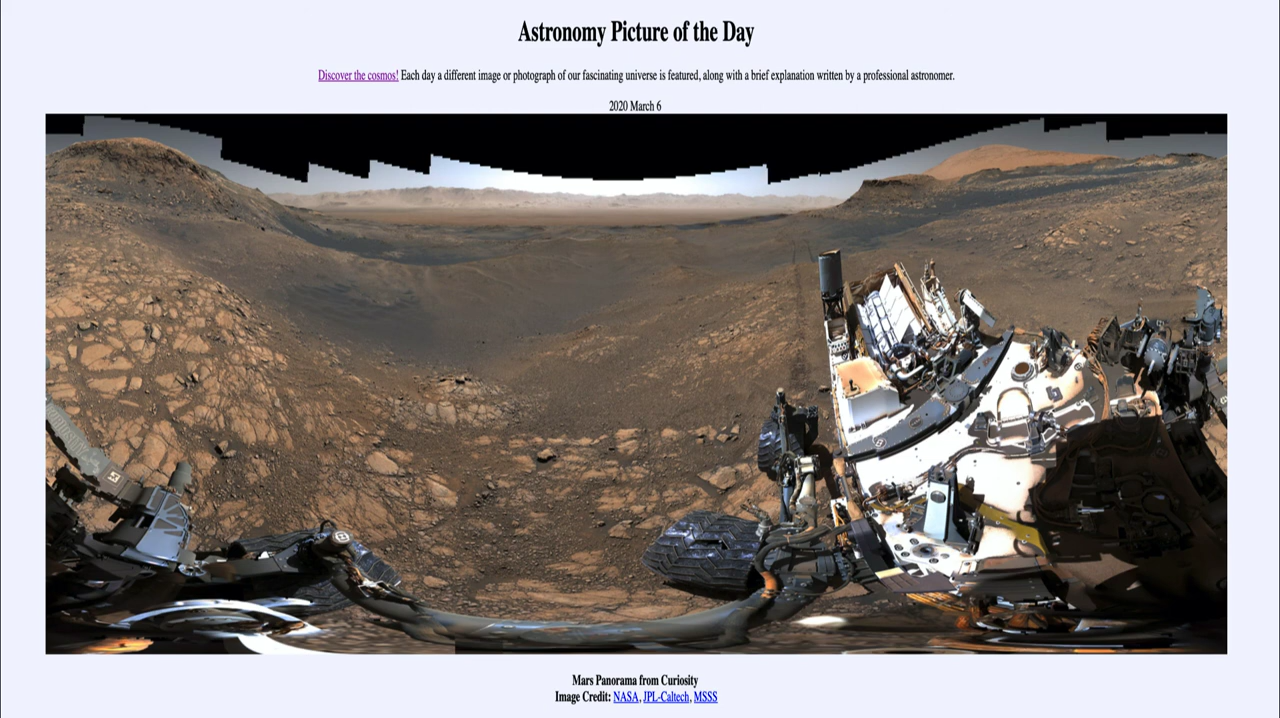 Astronomy Picture of the Day
Discover the cosmos! Each day a different image or photograph of our fascinating universe is featured, along with a brief explanation written by a professional astronomer.
2020 March 6
Mars Panorama from Curiosity
Image Credit: NASA, JPL-Caltech, MSSS